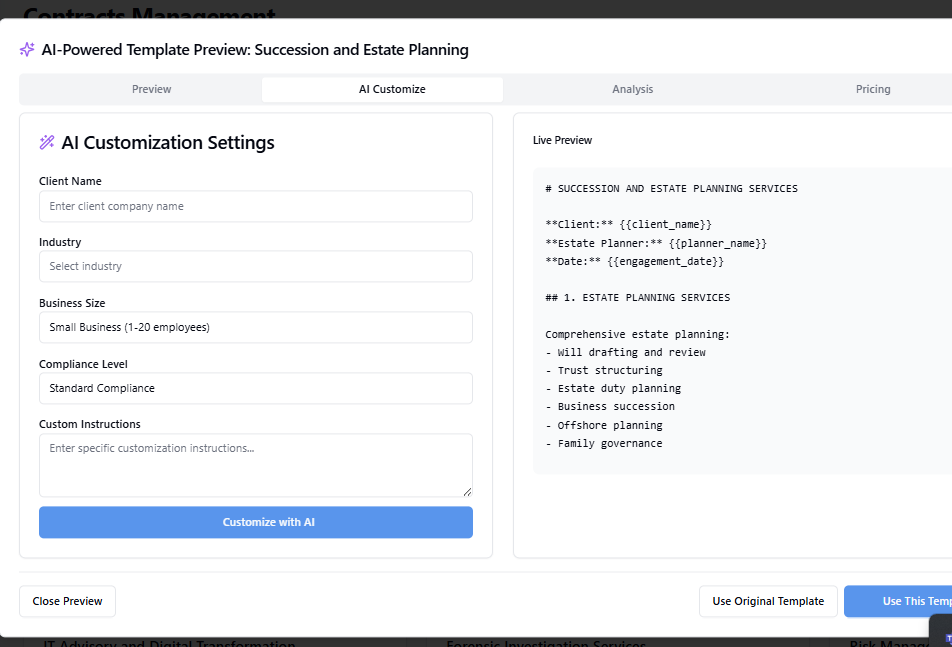 Contracts Management
AI-Powered Template Preview: Succession and Estate Planning
Preview
AI Customize
Analysis
Pricing
AI Customization Settings
Client Name
Enter client company name
Industry
Select industry
Business Size
Small Business (1-20 employees)
Compliance Level
Standard Compliance
Custom Instructions
Enter specific customization instructions...
Customize with AI
Live Preview
# SUCCESSION AND ESTATE PLANNING SERVICES
**Client:** {{client_name}}
**Estate Planner:** {{planner_name}}
**Date:** {{engagement_date}}
## 1. ESTATE PLANNING SERVICES
Comprehensive estate planning:
- Will drafting and review
- Trust structuring
- Estate duty planning
- Business succession
- Offshore planning
- Family governance
Close Preview
Use Original Template
Use This Temp
IT Advisory and Digital Transformation
Forensic Investigation Services
Risk Manag